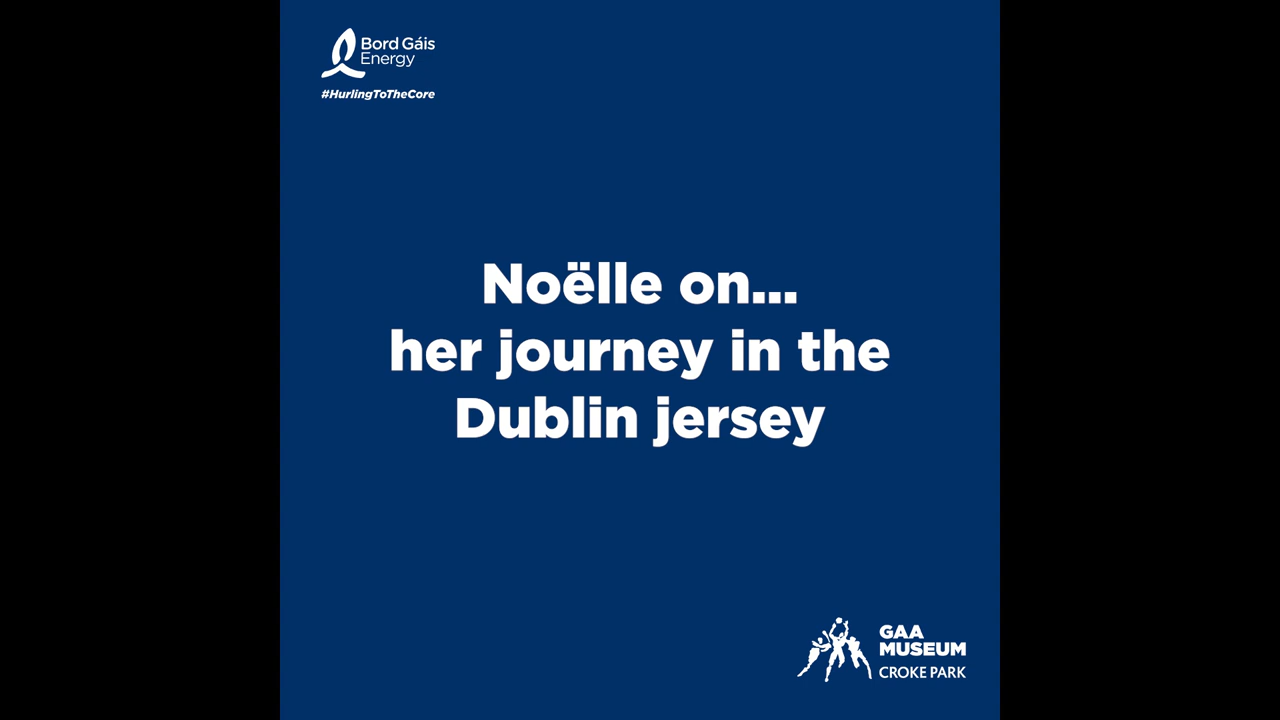 Bord Gáis
Energy
#HurlingToTheCore
Noëlle on...
her journey in the
Dublin jersey
GAA
MUSEUM
CROKE PARK